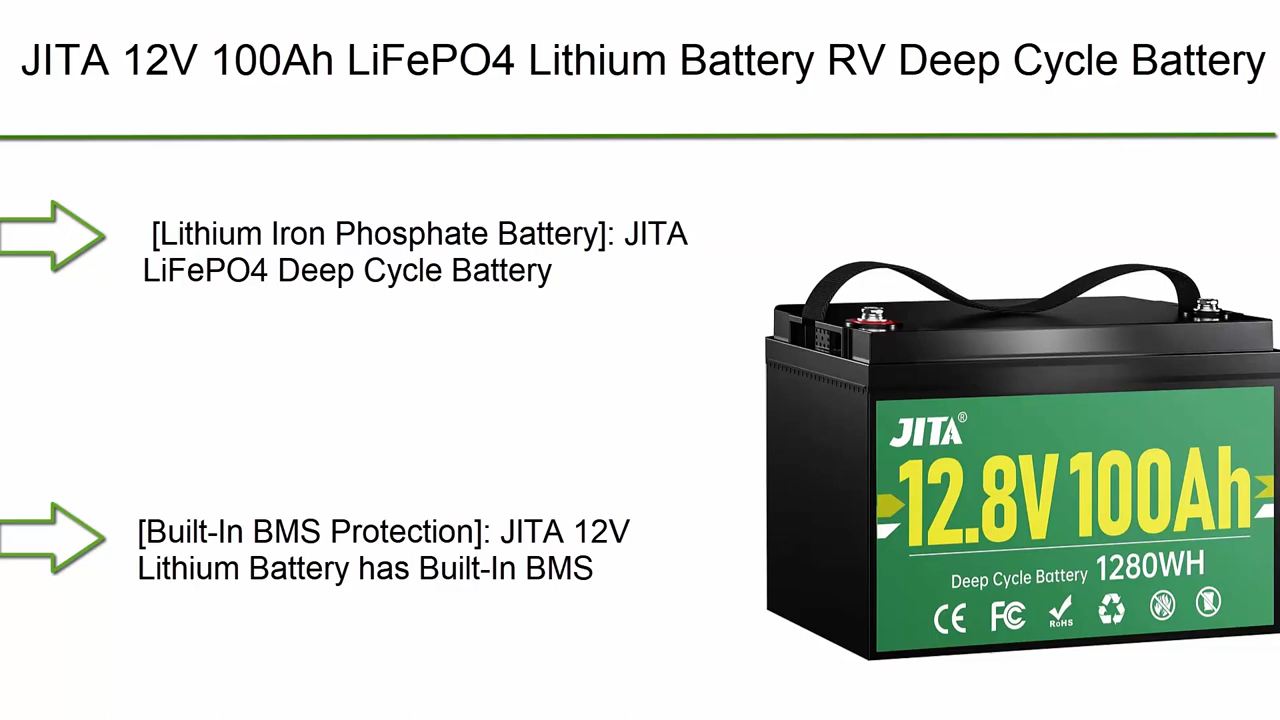 JITA 12V 100Ah LiFePO4 Lithium Battery RV Deep Cycle Battery
[Lithium Iron Phosphate Battery]: JITA
LiFePO4 Deep Cycle Battery
[Built-In BMS Protection]: JITA 12V
Lithium Battery has Built-In BMS
JITA®
12.8V 100Ah
Deep Cycle Battery 1280WH
CE FC RoHS